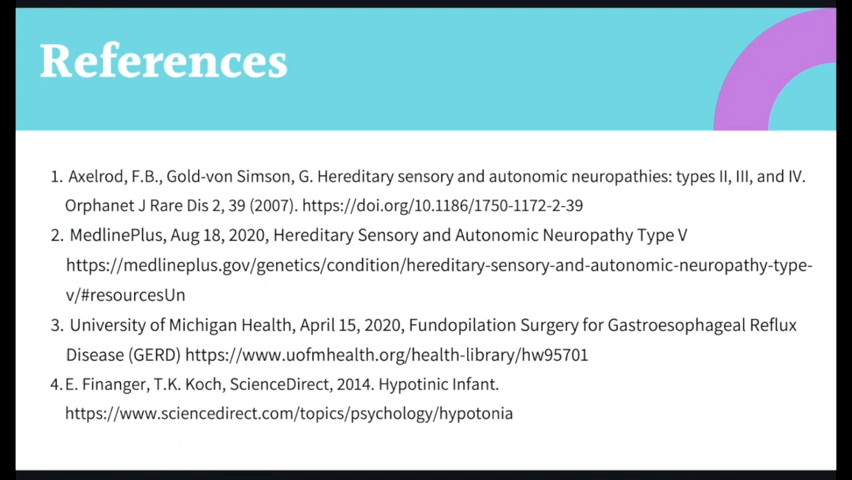 References
1. Axelrod, F.B., Gold-von Simson, G. Hereditary sensory and autonomic neuropathies: types II, III, and IV.
Orphanet J Rare Dis 2, 39 (2007). https://doi.org/10.1186/1750-1172-2-39
2. MedlinePlus, Aug 18, 2020, Hereditary Sensory and Autonomic Neuropathy Type V
https://medlineplus.gov/genetics/condition/hereditary-sensory-and-autonomic-neuropathy-type-
v/#resourcesUn
3. University of Michigan Health, April 15, 2020, Fundopilation Surgery for Gastroesophageal Reflux
Disease (GERD) https://www.uofmhealth.org/health-library/hw95701
4. E. Finanger, T.K. Koch, ScienceDirect, 2014. Hypotinic Infant.
https://www.sciencedirect.com/topics/psychology/hypotonia